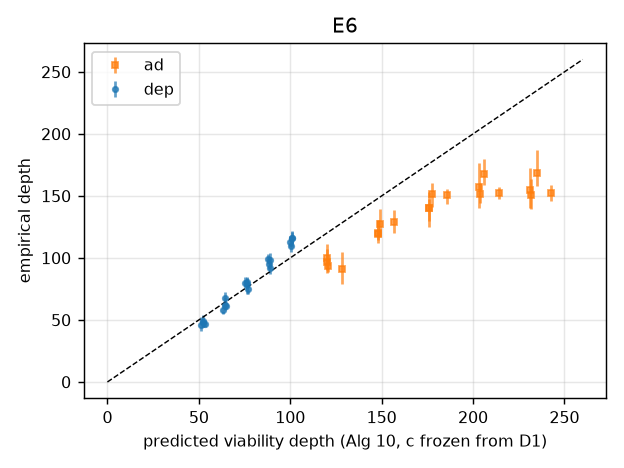 E6
ad
dep
empirical depth
250
200
150
100
50
0
0 50 100 150 200 250
predicted viability depth (Alg 10, c frozen from D1)